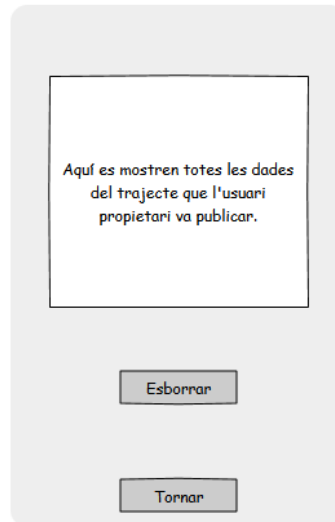 Aquí es mostren totes les dades
del trajecte que l'usuari
propietari va publicar.
Esborrar
Tornar